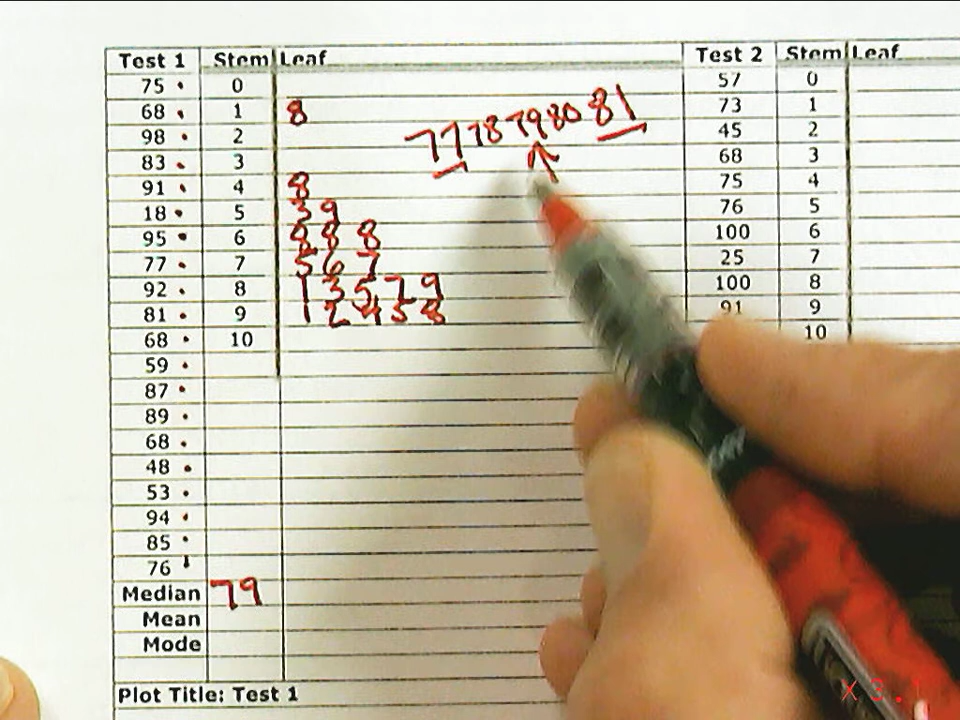 Test 1 Stem Leaf Test 2 Stem Leaf
75 0 57 0
68 1 8 73 1
77 78 79 80 81
98 2 45 2
83 3 68 3
91 4 8 75 4
18 5 3 9 76 5
95 6 8 8 8 100 6
77 7 5 6 7 25 7
92 8 1 3 5 7 9 100 8
81 9 1 2 4 5 8 91 9
68 10 10
59
87
89
68
48
53
94
85
76
Median 79
Mean
Mode
Plot Title: Test 1
x 3.1